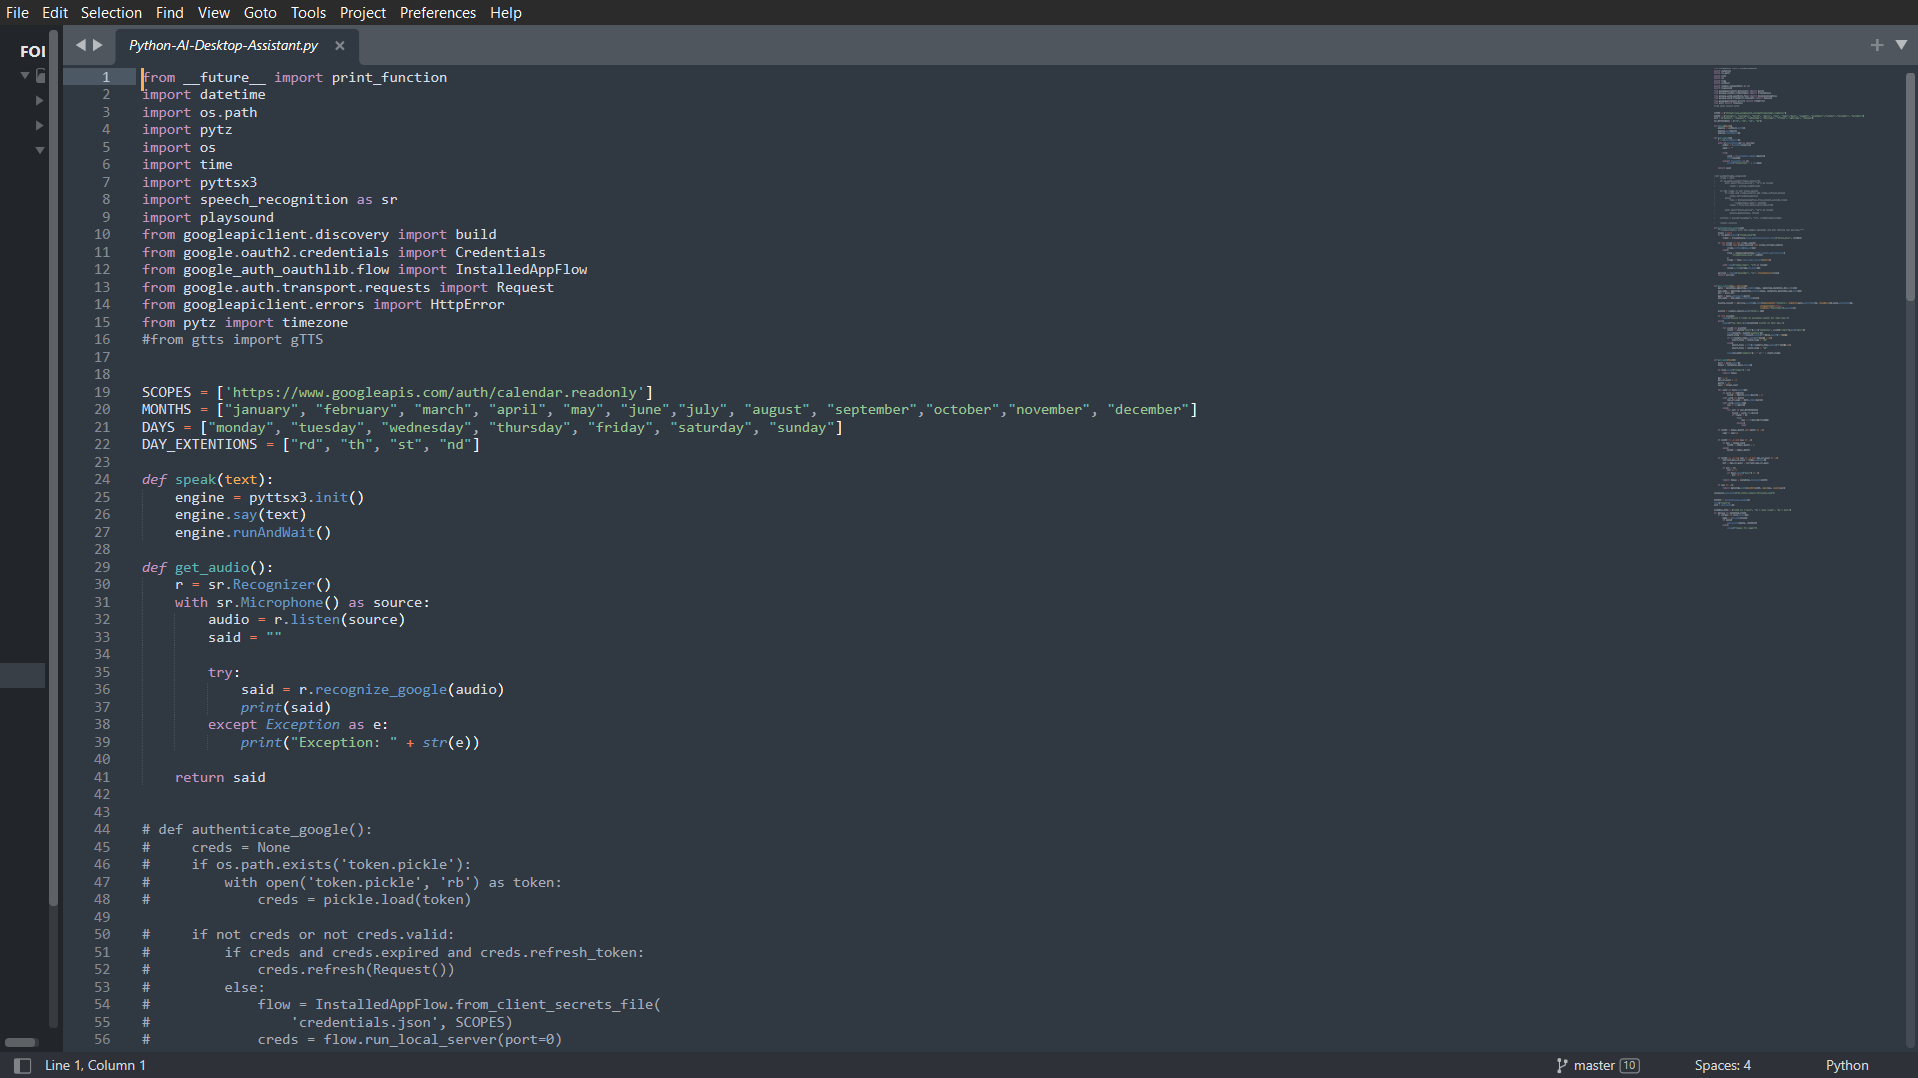 File Edit Selection Find View Goto Tools Project Preferences Help
FOI
Python-AI-Desktop-Assistant.py
1 from __future__ import print_function
2 import datetime
3 import os.path
4 import pytz
5 import os
6 import time
7 import pyttsx3
8 import speech_recognition as sr
9 import playsound
10 from googleapiclient.discovery import build
11 from google.oauth2.credentials import Credentials
12 from google_auth_oauthlib.flow import InstalledAppFlow
13 from google.auth.transport.requests import Request
14 from googleapiclient.errors import HttpError
15 from pytz import timezone
16 #from gtts import gTTS
17
18
19 SCOPES = ['https://www.googleapis.com/auth/calendar.readonly']
20 MONTHS = ["january", "february", "march", "april", "may", "june","july", "august", "september","october","november", "december"]
21 DAYS = ["monday", "tuesday", "wednesday", "thursday", "friday", "saturday", "sunday"]
22 DAY_EXTENTIONS = ["rd", "th", "st", "nd"]
23
24 def speak(text):
25     engine = pyttsx3.init()
26     engine.say(text)
27     engine.runAndWait()
28
29 def get_audio():
30     r = sr.Recognizer()
31     with sr.Microphone() as source:
32         audio = r.listen(source)
33         said = ""
34
35         try:
36             said = r.recognize_google(audio)
37             print(said)
38         except Exception as e:
39             print("Exception: " + str(e))
40
41     return said
42
43
44 # def authenticate_google():
45 #     creds = None
46 #     if os.path.exists('token.pickle'):
47 #         with open('token.pickle', 'rb') as token:
48 #             creds = pickle.load(token)
49
50 #     if not creds or not creds.valid:
51 #         if creds and creds.expired and creds.refresh_token:
52 #             creds.refresh(Request())
53 #         else:
54 #             flow = InstalledAppFlow.from_client_secrets_file(
55 #                 'credentials.json', SCOPES)
56 #             creds = flow.run_local_server(port=0)
Line 1, Column 1 master 10 Spaces: 4 Python